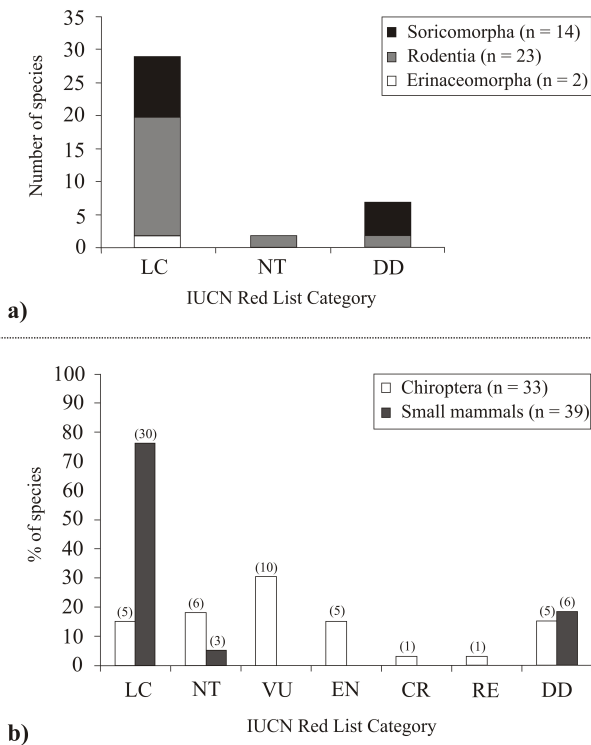 35
30
25
20
15
10
5
0
Number of species
Soricomorpha (n = 14)
Rodentia (n = 23)
Erinaceomorpha (n = 2)
LC NT DD
IUCN Red List Category
a)
100
90
80
70
60
50
40
30
20
10
0
% of species
Chiroptera (n = 33)
Small mammals (n = 39)
(5) (30) (6) (3) (10) (5) (1) (1) (5) (6)
LC NT VU EN CR RE DD
IUCN Red List Category
b)